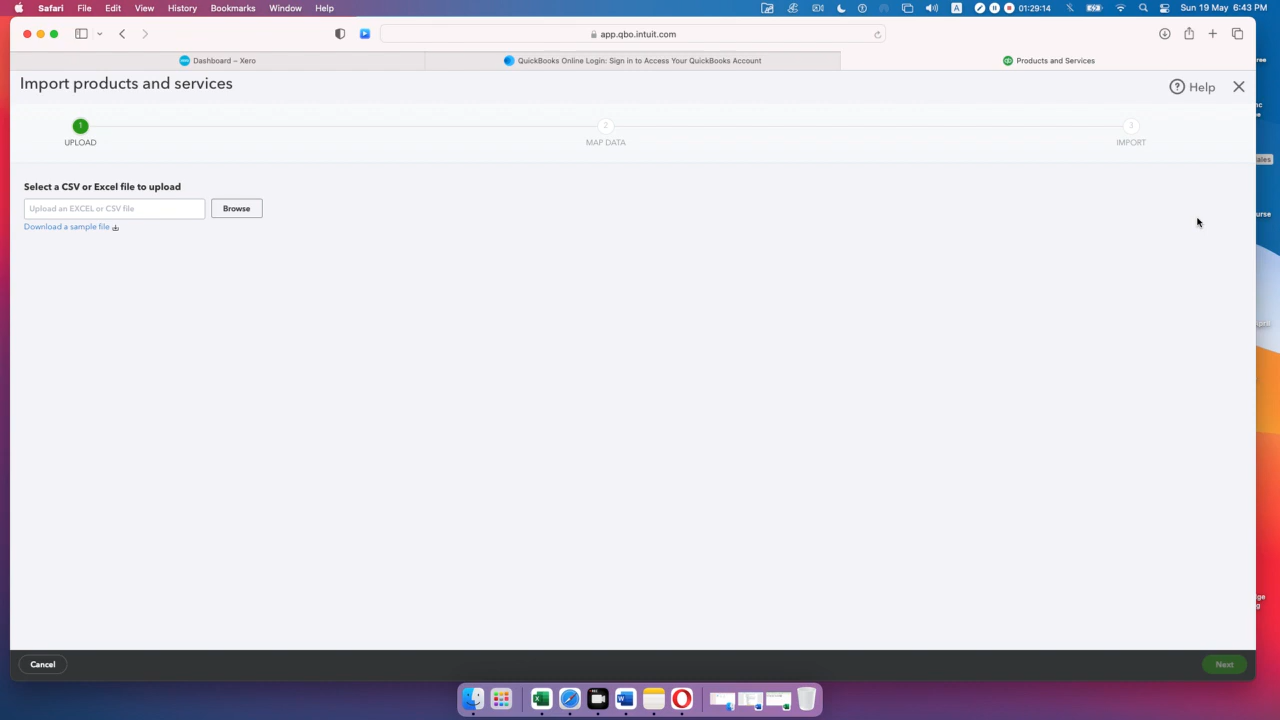 Safari File Edit View History Bookmarks Window Help
A 01:29:14 Sun 19 May 6:43 PM
app.qbo.intuit.com
Dashboard – Xero
QuickBooks Online Login: Sign in to Access Your QuickBooks Account
Products and Services
Import products and services
Help
1 2 3
UPLOAD MAP DATA IMPORT
Select a CSV or Excel file to upload
Upload an EXCEL or CSV file Browse
Download a sample file
Cancel Next